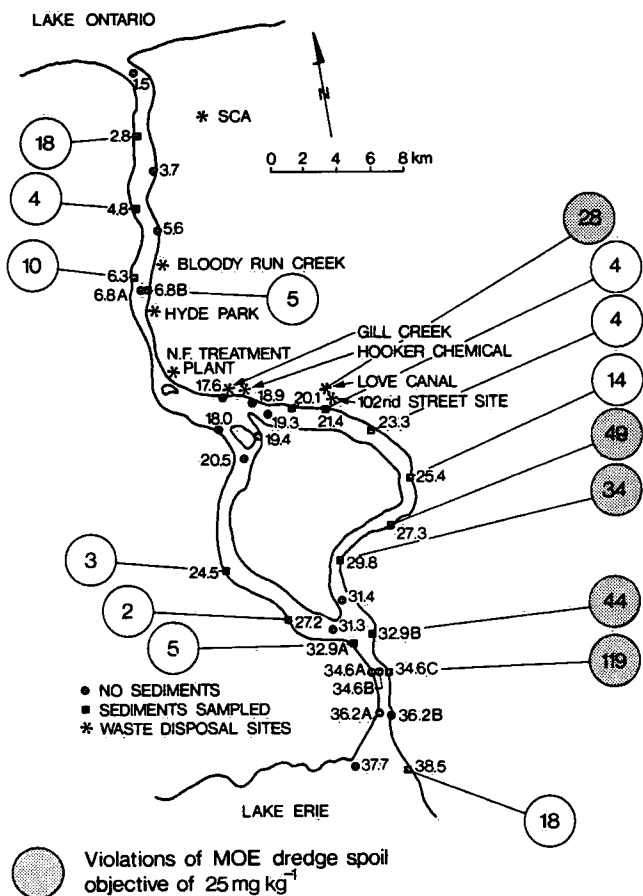 LAKE ONTARIO
1.5
N
* SCA
18
2.8
0 2 4 6 8 km
3.7
28
4
4.8
5.6
4
* BLOODY RUN CREEK
10
6.3
6.8A
6.8B
5
* HYDE PARK
4
GILL CREEK
N.F. TREATMENT
* PLANT
HOOKER CHEMICAL
14
17.6
18.9
20.1
* LOVE CANAL
* 102nd STREET SITE
19.3
21.4
23.3
18.0
19.4
49
20.5
25.4
34
27.3
3
24.5
29.8
31.4
44
2
27.2
31.3
32.9B
5
32.9A
119
34.6A
34.6C
34.6B
● NO SEDIMENTS
■ SEDIMENTS SAMPLED
* WASTE DISPOSAL SITES
36.2A
36.2B
37.7
38.5
LAKE ERIE
18
Violations of MOE dredge spoil
objective of 25 mg kg⁻¹